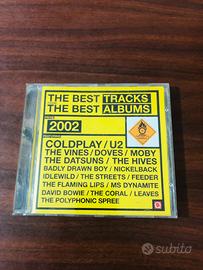 THE BEST TRACKS
THE BEST ALBUMS
2002
COLDPLAY / U2
THE VINES / DOVES / MOBY
THE DATSUNS / THE HIVES
BADLY DRAWN BOY / NICKELBACK
IDLEWILD / THE STREETS / FEEDER
THE FLAMING LIPS / MS DYNAMITE
DAVID BOWIE / THE CORAL / LEAVES
THE POLYPHONIC SPREE
subito